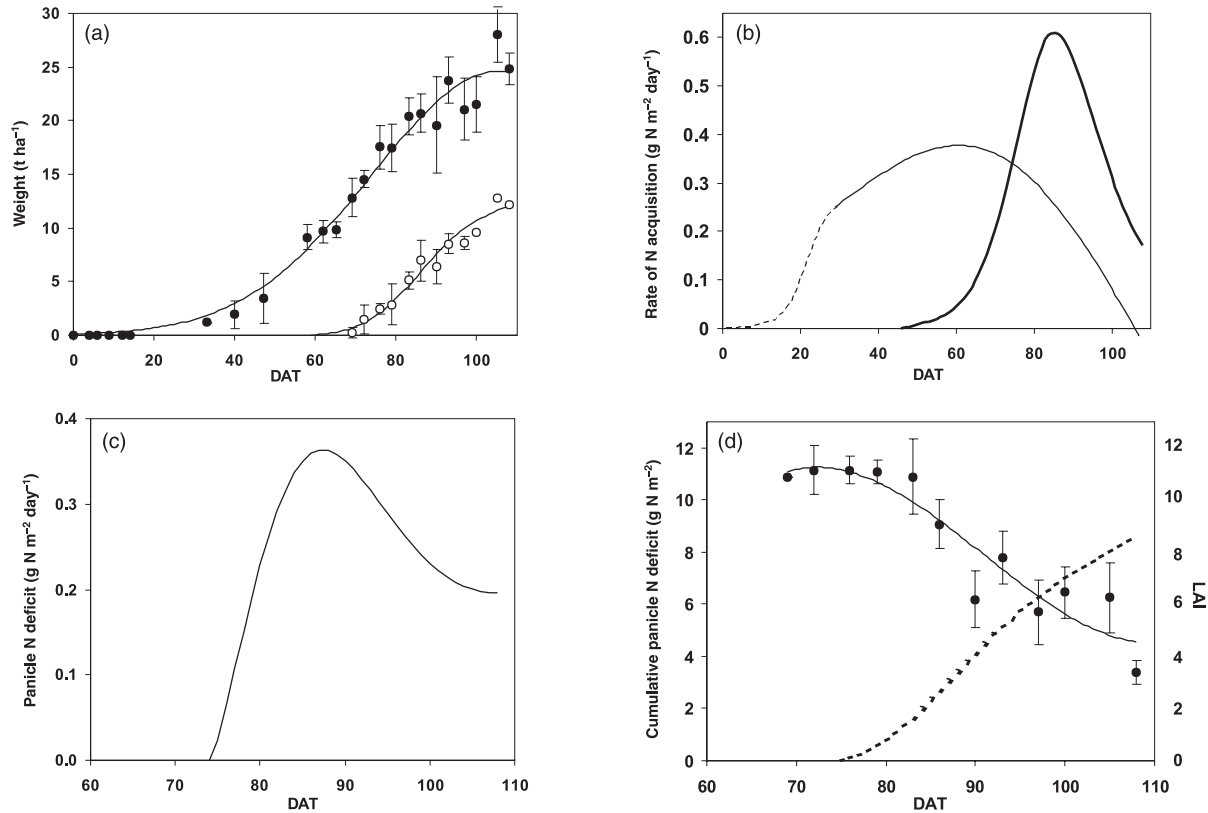 (a)
Weight (t ha⁻¹)
30
25
20
15
10
5
0
0 20 40 60 80 100
DAT
(b)
Rate of N acquisition (g N m⁻² day⁻¹)
0.6
0.5
0.4
0.3
0.2
0.1
0
0 20 40 60 80 100
DAT
(c)
Panicle N deficit (g N m⁻² day⁻¹)
0.4
0.3
0.2
0.1
0.0
60 70 80 90 100 110
DAT
(d)
Cumulative panicle N deficit (g N m⁻²)
12
10
8
6
4
2
0
60 70 80 90 100 110
DAT
12
10
8
6
4
2
0
LAI